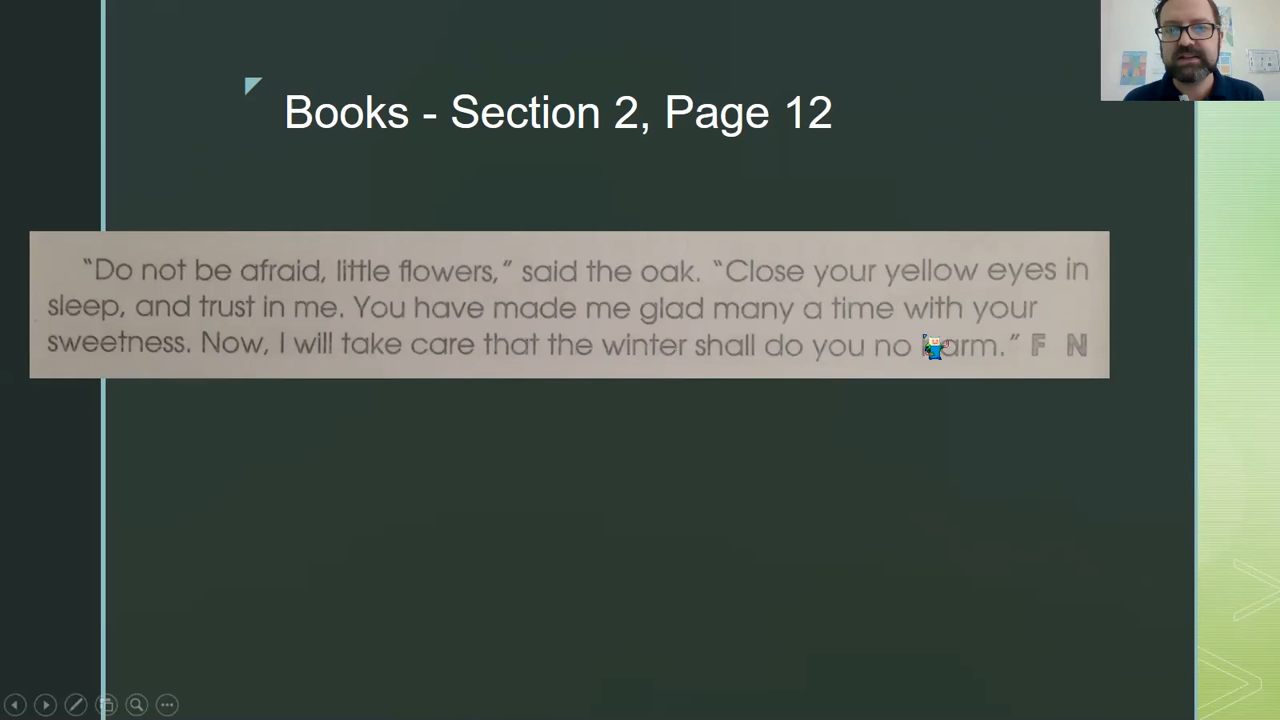 Books - Section 2, Page 12
“Do not be afraid, little flowers,” said the oak. “Close your yellow eyes in
sleep, and trust in me. You have made me glad many a time with your
sweetness. Now, I will take care that the winter shall do you no harm.” F N